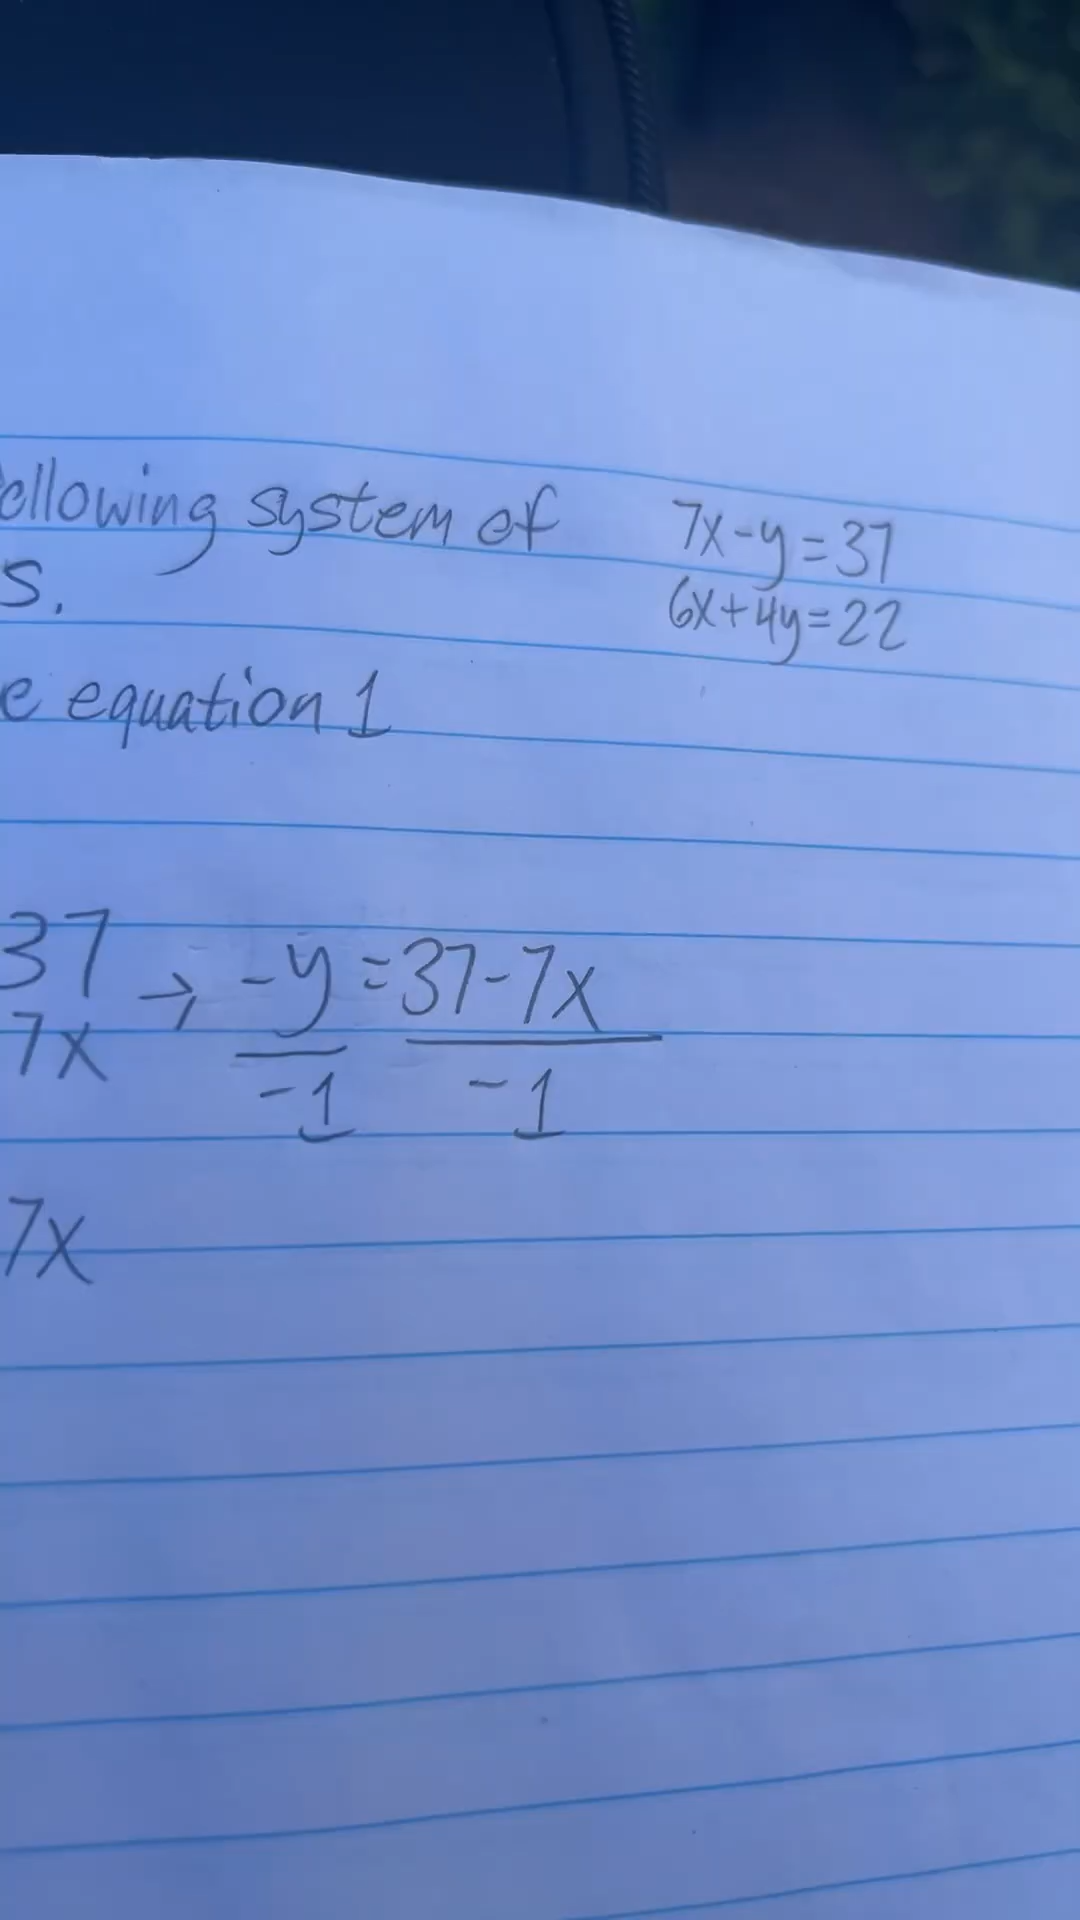 ollowing system of 7x-y=37
s. 6x+4y=22
e equation 1
37 → -y=37-7x
7x -1 -1
7x